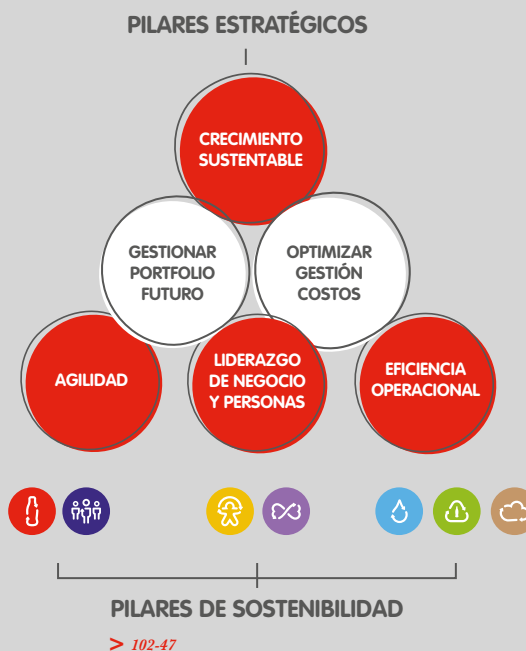 PILARES ESTRATÉGICOS
CRECIMIENTO
SUSTENTABLE
GESTIONAR
PORTFOLIO
FUTURO
OPTIMIZAR
GESTIÓN
COSTOS
AGILIDAD
LIDERAZGO
DE NEGOCIO
Y PERSONAS
EFICIENCIA
OPERACIONAL
PILARES DE SOSTENIBILIDAD
> 102-47